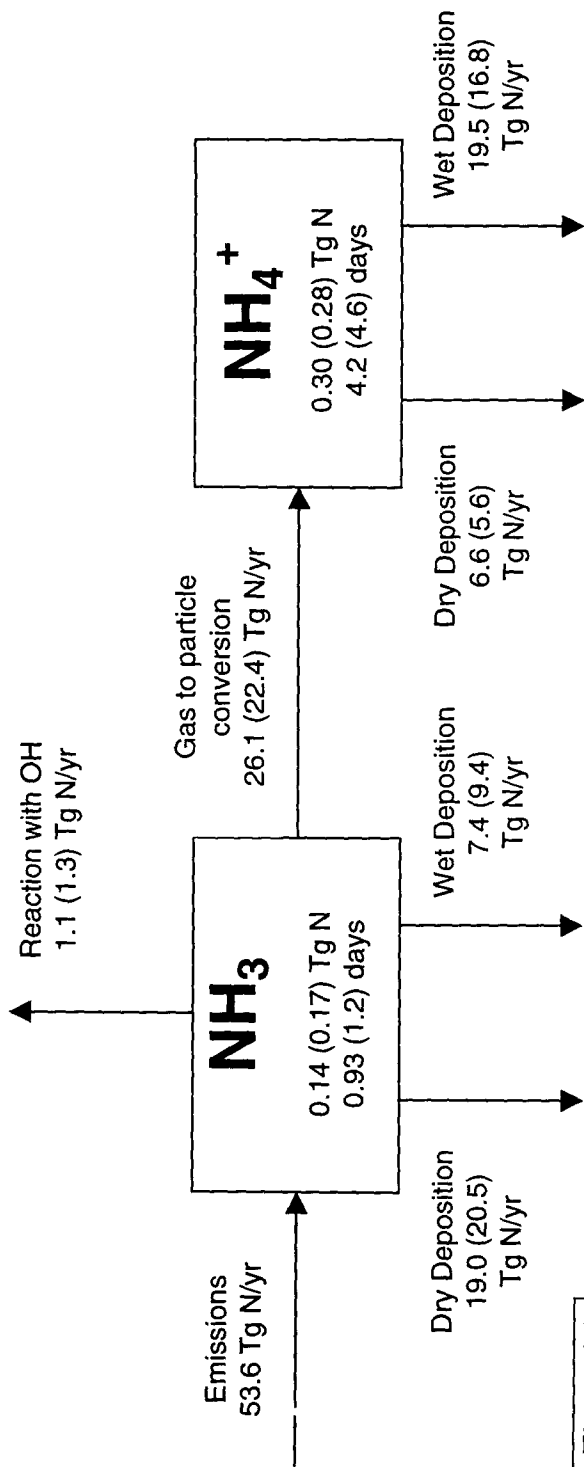 Reaction with OH
1.1 (1.3) Tg N/yr
Emissions
53.6 Tg N/yr
NH3
0.14 (0.17) Tg N
0.93 (1.2) days
Gas to particle
conversion
26.1 (22.4) Tg N/yr
NH4+
0.30 (0.28) Tg N
4.2 (4.6) days
Dry Deposition
19.0 (20.5)
Tg N/yr
Wet Deposition
7.4 (9.4)
Tg N/yr
Dry Deposition
6.6 (5.6)
Tg N/yr
Wet Deposition
19.5 (16.8)
Tg N/yr